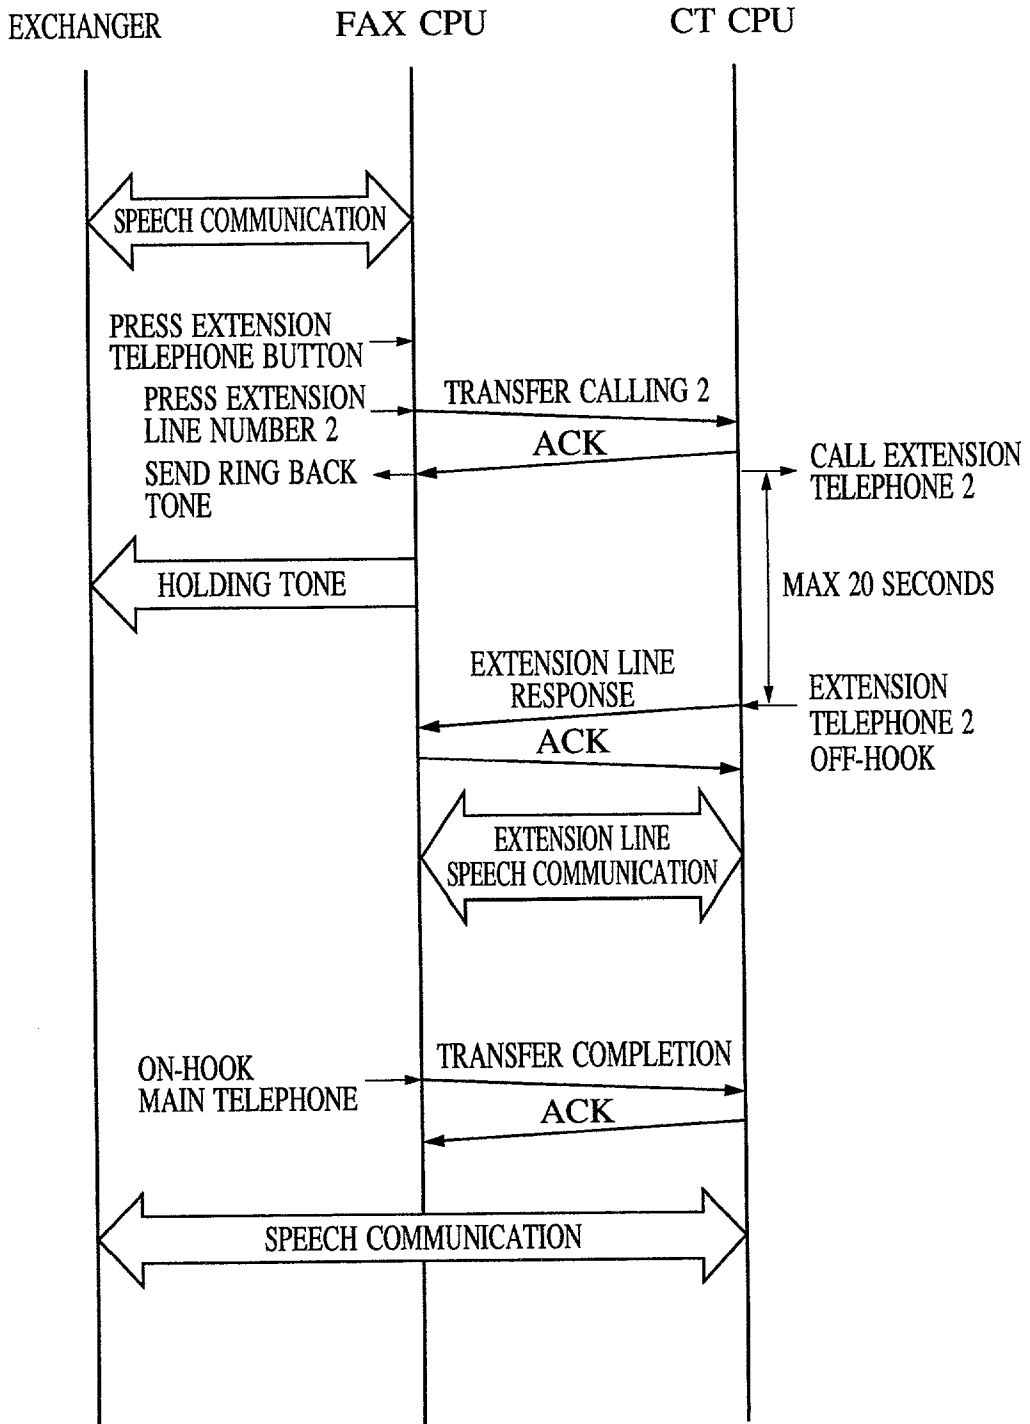 EXCHANGER
FAX CPU
CT CPU
SPEECH COMMUNICATION
PRESS EXTENSION
TELEPHONE BUTTON
PRESS EXTENSION
LINE NUMBER 2
TRANSFER CALLING 2
ACK
SEND RING BACK
TONE
CALL EXTENSION
TELEPHONE 2
HOLDING TONE
MAX 20 SECONDS
EXTENSION LINE
RESPONSE
EXTENSION
TELEPHONE 2
OFF-HOOK
ACK
EXTENSION LINE
SPEECH COMMUNICATION
ON-HOOK
MAIN TELEPHONE
TRANSFER COMPLETION
ACK
SPEECH COMMUNICATION